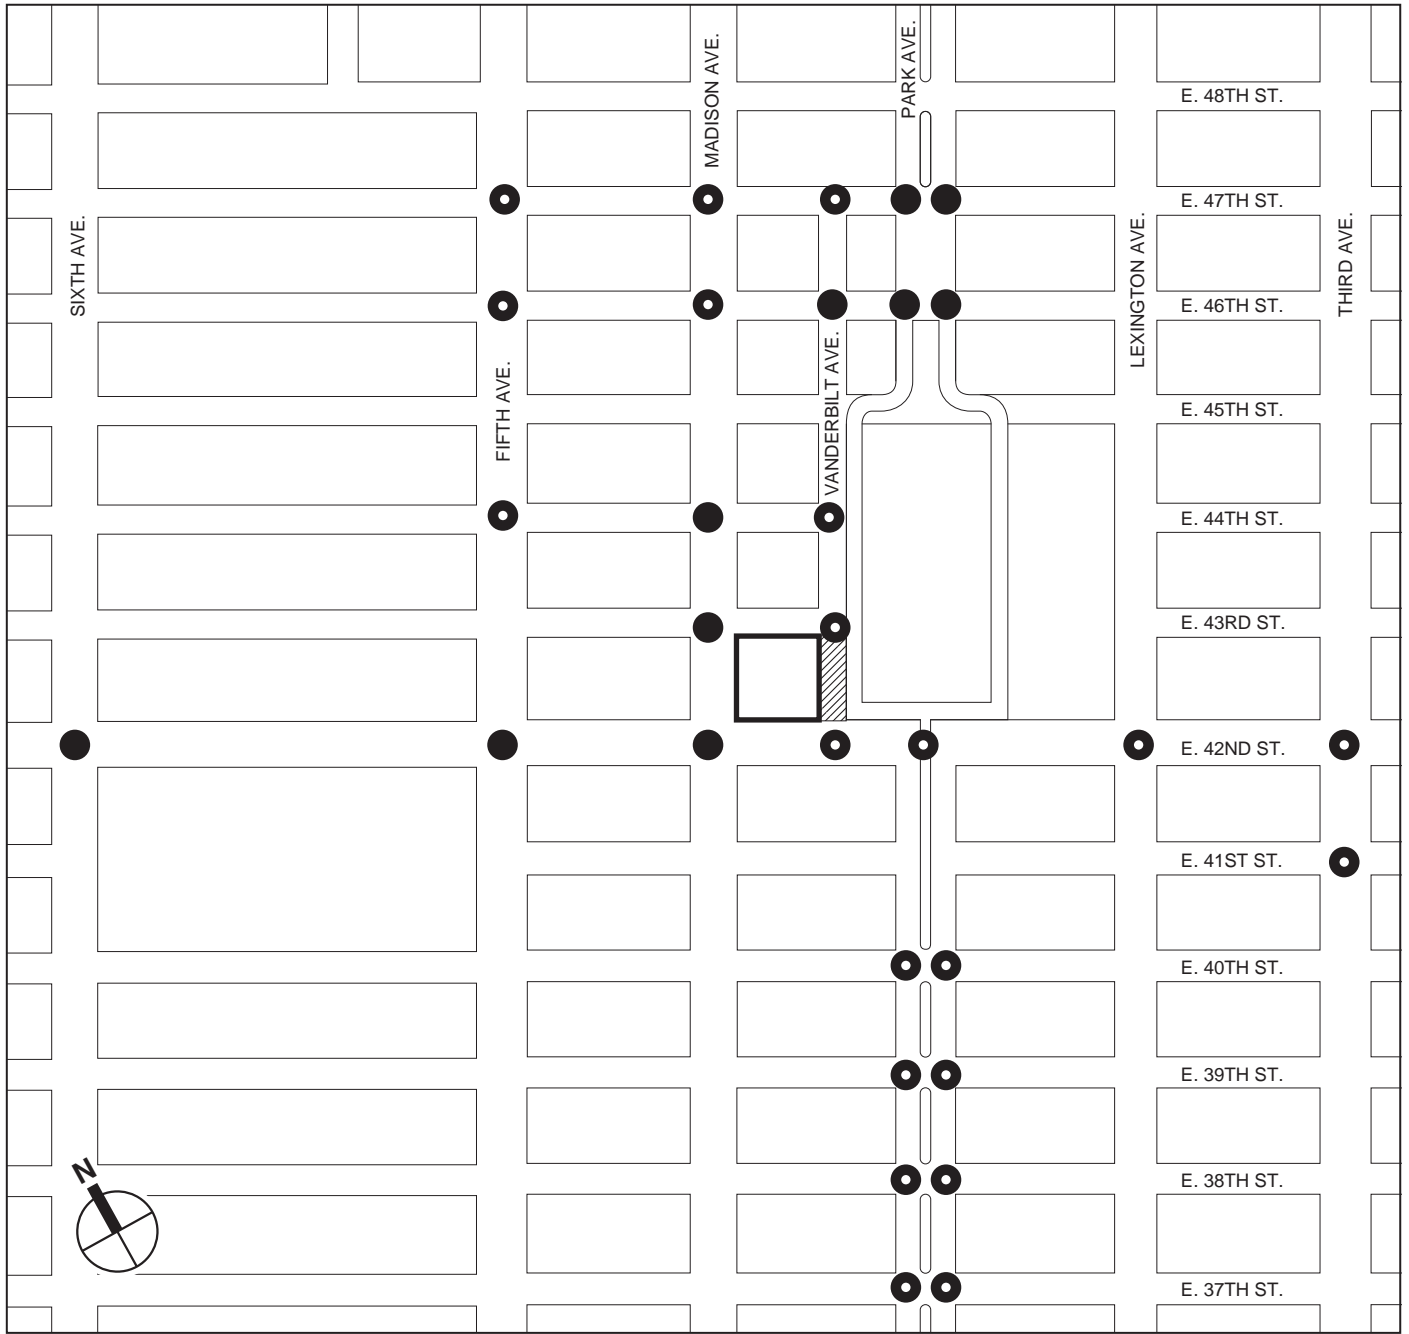 MADISON AVE.
PARK AVE.
E. 48TH ST.
E. 47TH ST.
SIXTH AVE.
LEXINGTON AVE.
THIRD AVE.
E. 46TH ST.
FIFTH AVE.
VANDERBILT AVE.
E. 45TH ST.
E. 44TH ST.
E. 43RD ST.
E. 42ND ST.
E. 41ST ST.
E. 40TH ST.
E. 39TH ST.
N
E. 38TH ST.
E. 37TH ST.